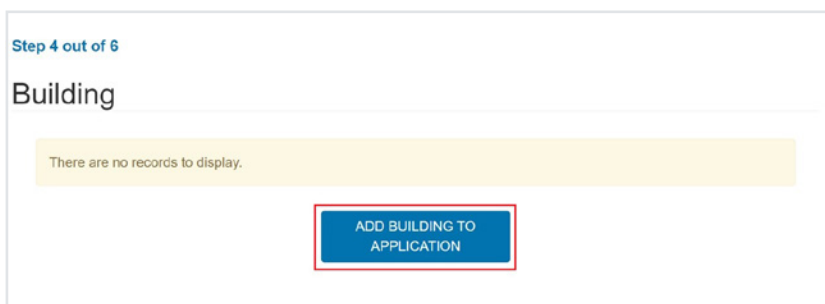 Step 4 out of 6
Building
There are no records to display.
ADD BUILDING TO
APPLICATION